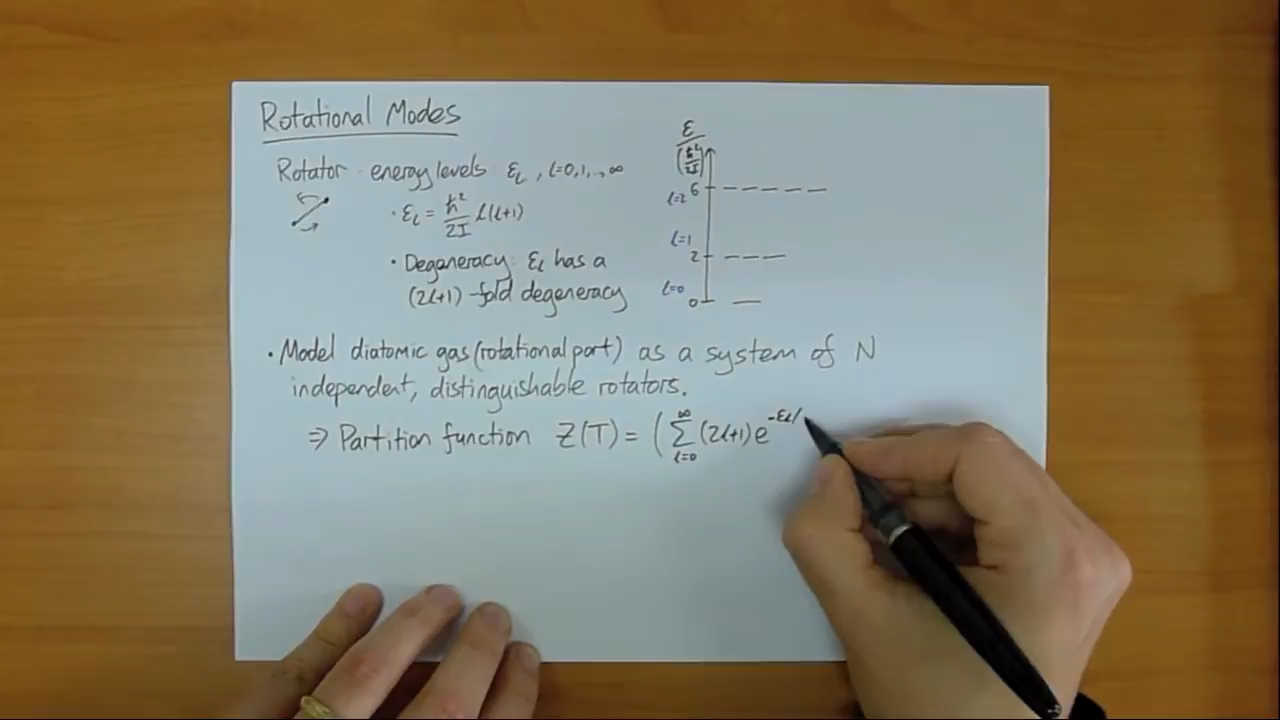 Rotational Modes
Rotator: energy levels: ε_l, l=0,1,..,∞
· ε_l = ħ²/2I l(l+1)
· Degeneracy: ε_l has a
(2l+1)-fold degeneracy
ε/(ħ²/2I)
l=2 6
l=1 2
l=0 0
· Model diatomic gas (rotational part) as a system of N
independent, distinguishable rotators.
⇒ Partition function Z(T) = ( ∑_{l=0}^{∞} (2l+1) e^{-ε_l/